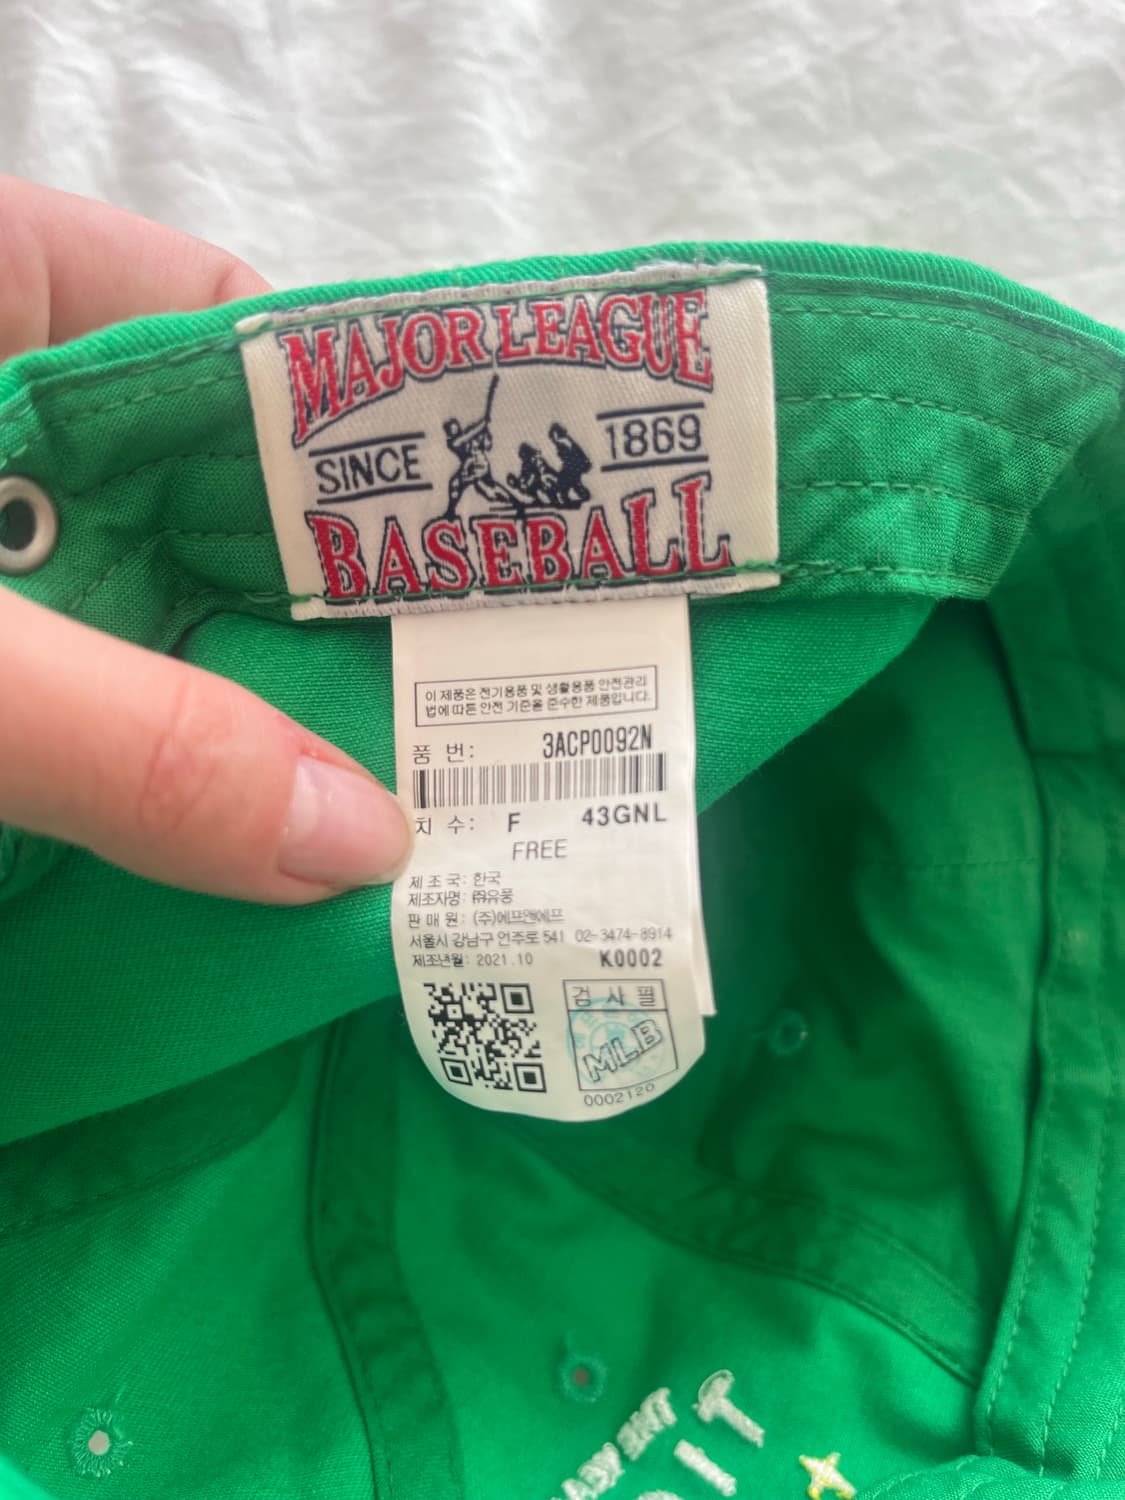 MAJOR LEAGUE
SINCE 1869
BASEBALL
이 제품은 전기용품 및 생활용품 안전관리
법에 따른 안전 기준을 준수한 제품입니다.
품 번: 3ACP0092N
치 수: F 43GNL
FREE
제 조 국: 한국
제조자명: ㈜유풍
판 매 원: (주)에프앤에프
서울시 강남구 언주로 541 02-3474-8914
제조년월: 2021.10 K0002
검 사 필
MLB
0002120